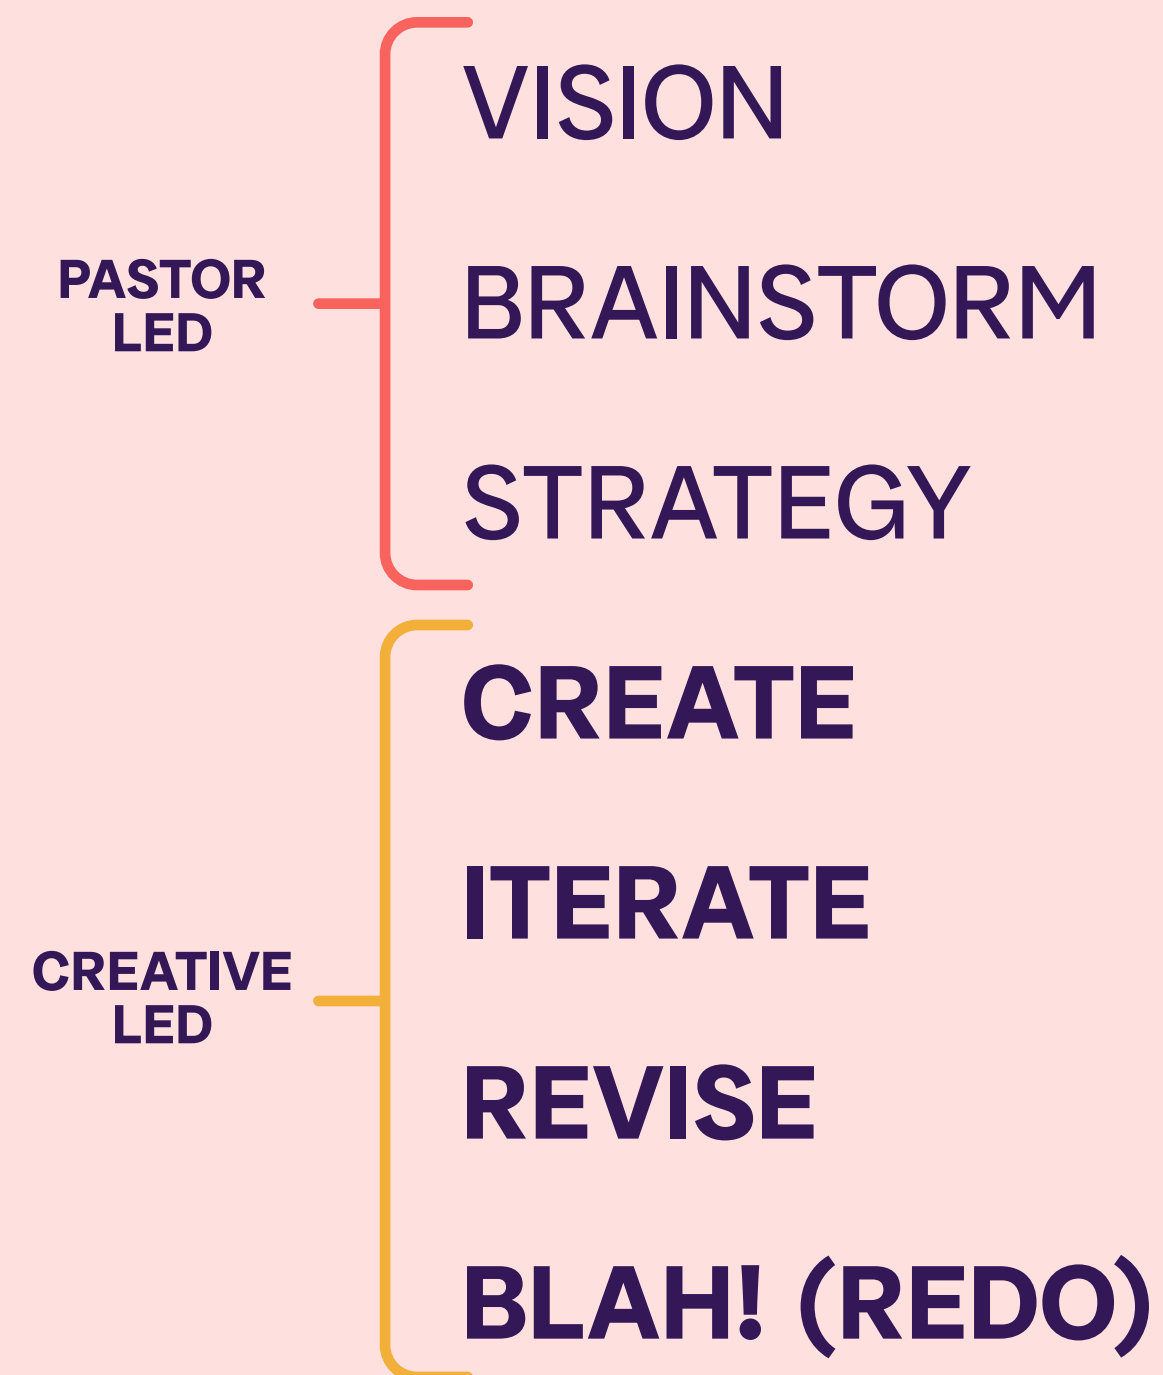 PASTOR
LED
VISION
BRAINSTORM
STRATEGY
CREATIVE
LED
CREATE
ITERATE
REVISE
BLAH! (REDO)